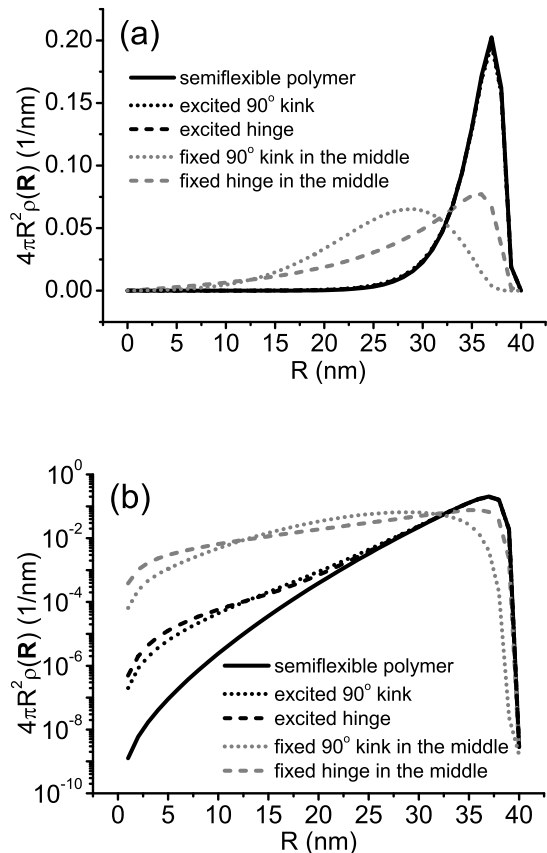 (a)
0.20
0.15
0.10
0.05
0.00
4πR²ρ(R) (1/nm)
semiflexible polymer
excited 90° kink
excited hinge
fixed 90° kink in the middle
fixed hinge in the middle
0 5 10 15 20 25 30 35 40
R (nm)
(b)
10⁰
10⁻²
10⁻⁴
10⁻⁶
10⁻⁸
10⁻¹⁰
4πR²ρ(R) (1/nm)
semiflexible polymer
excited 90° kink
excited hinge
fixed 90° kink in the middle
fixed hinge in the middle
0 5 10 15 20 25 30 35 40
R (nm)